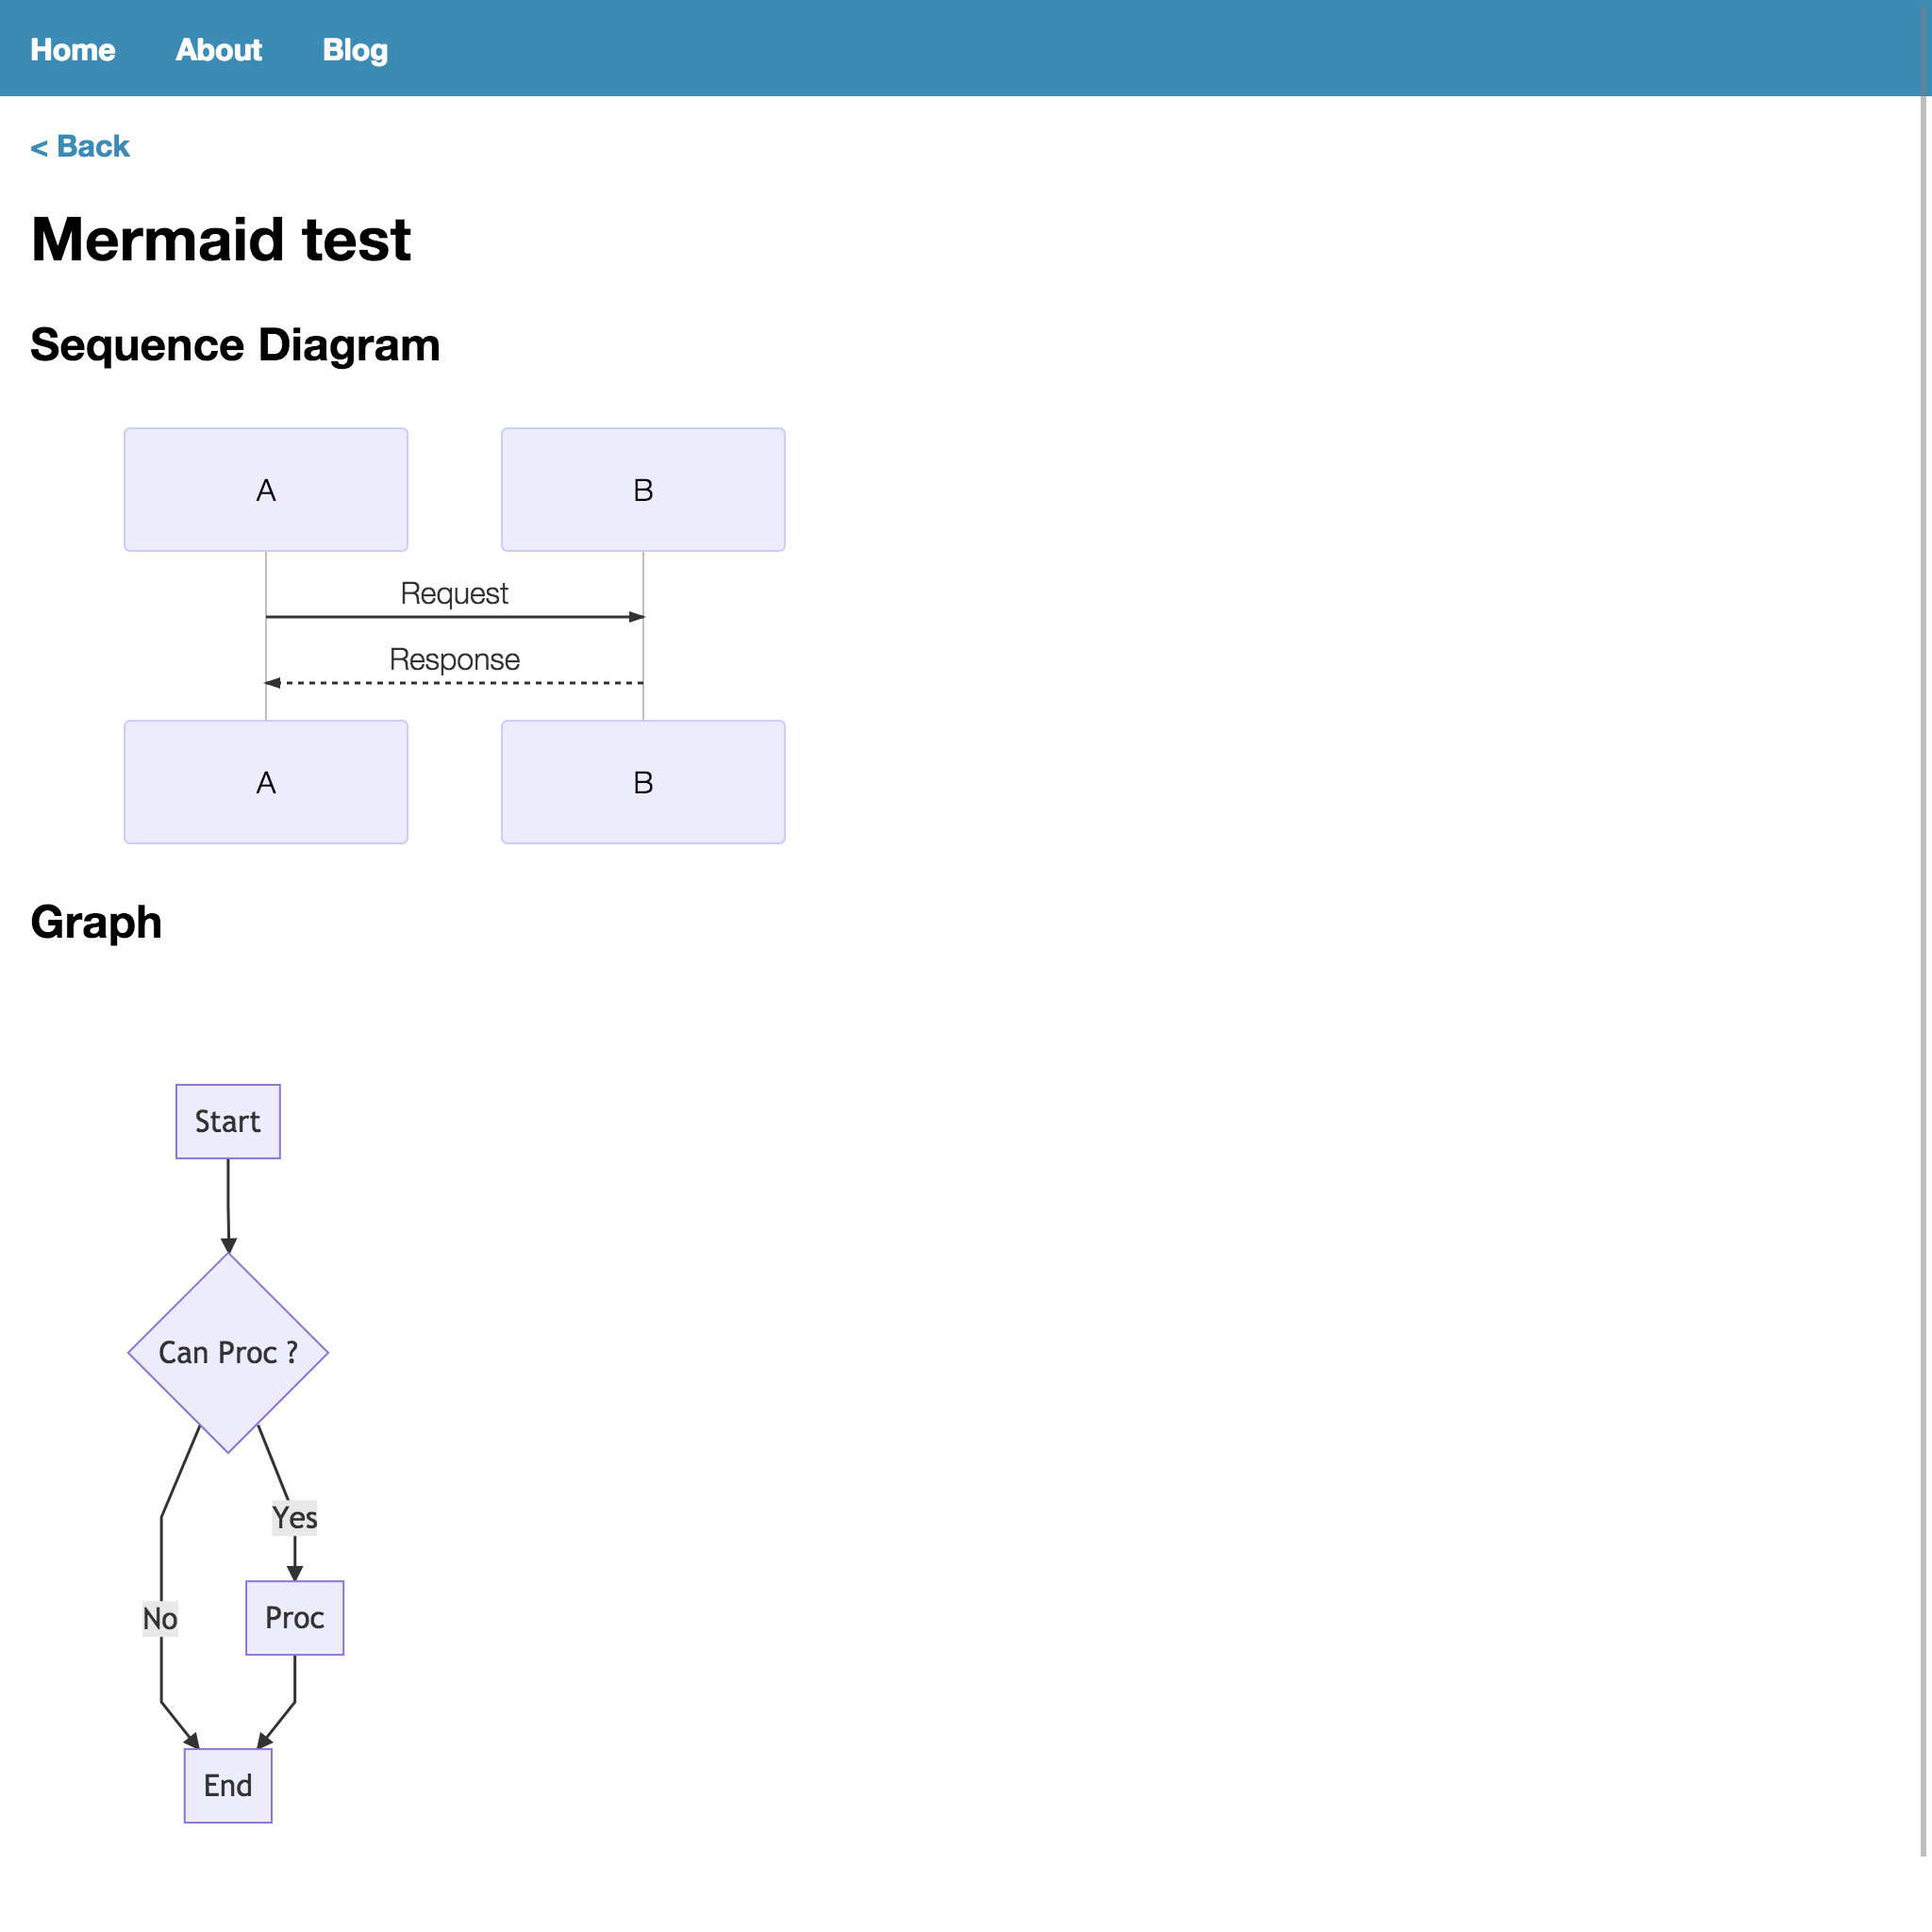 Home About Blog
< Back
Mermaid test
Sequence Diagram
A B
Request
Response
A B
Graph
Start
Can Proc ?
Yes
No Proc
End